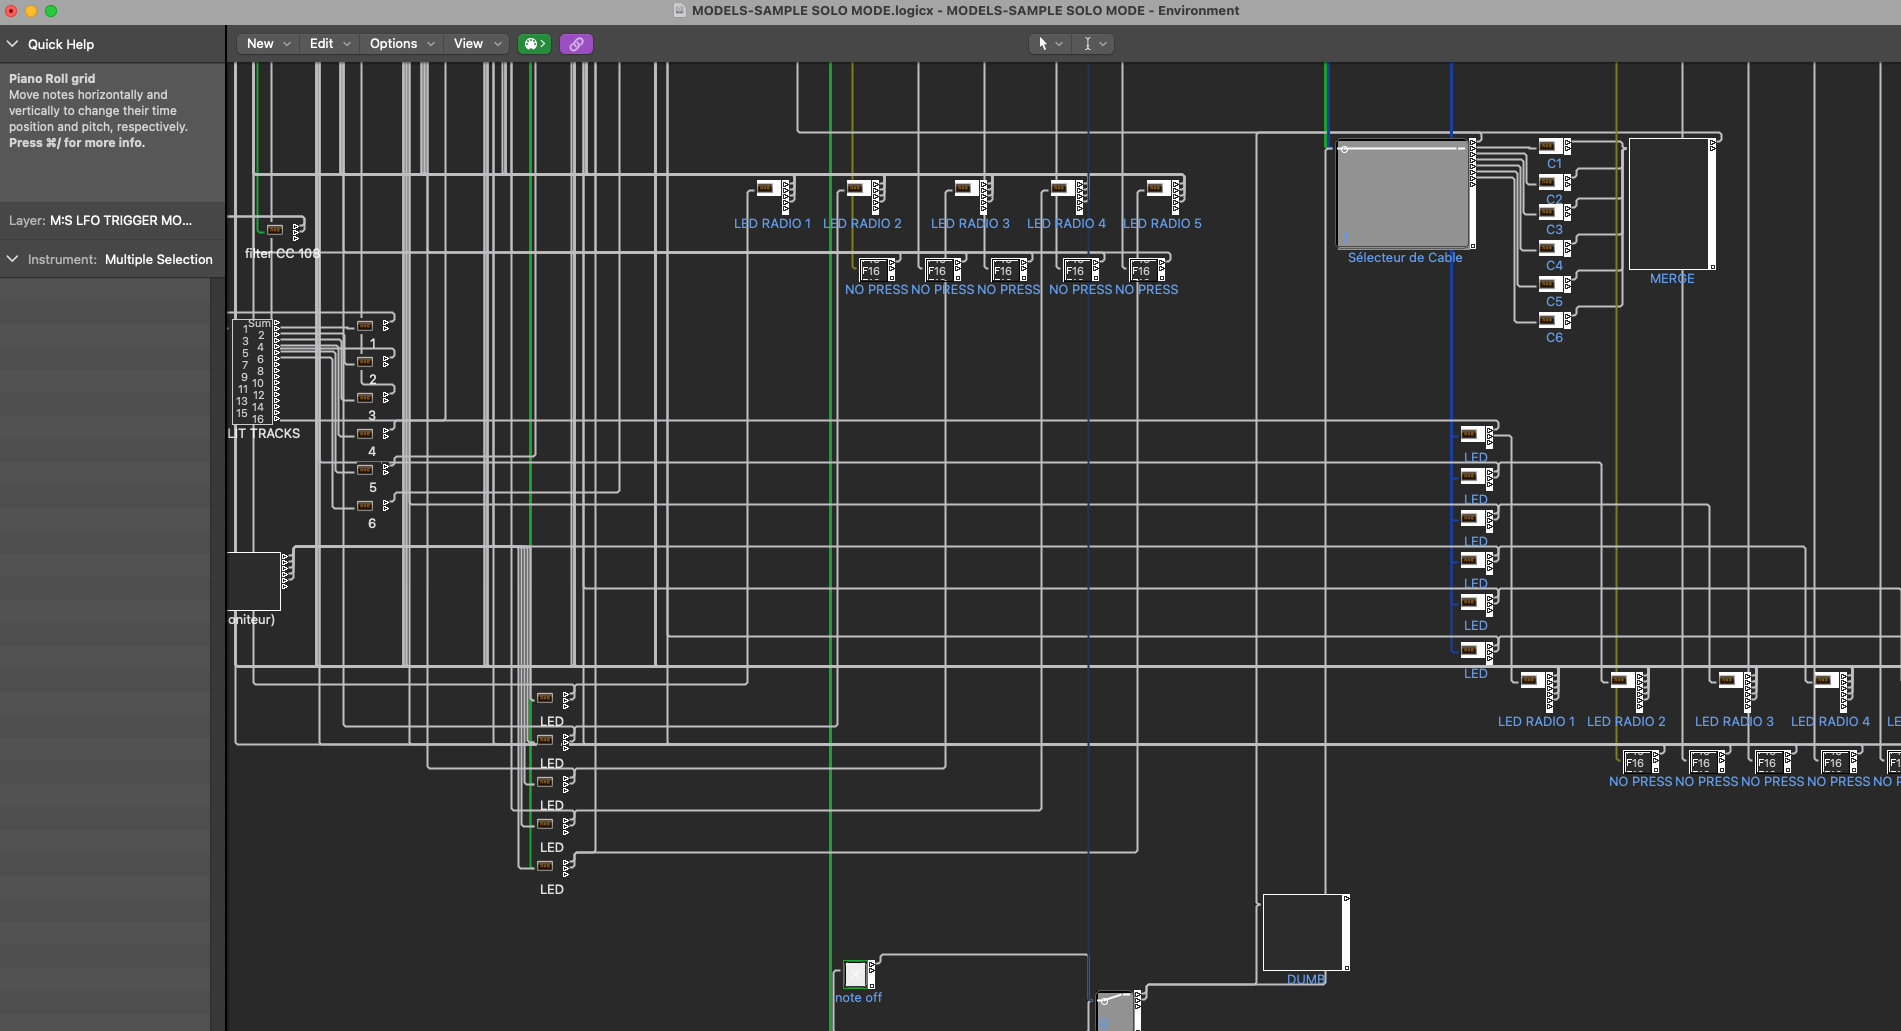 MODELS-SAMPLE SOLO MODE.logicx - MODELS-SAMPLE SOLO MODE - Environment
Quick Help
New
Edit
Options
View
Piano Roll grid
Move notes horizontally and
vertically to change their time
position and pitch, respectively.
Press ⌘/ for more info.
Layer: M:S LFO TRIGGER MO...
Instrument: Multiple Selection
filter CC 108
LED RADIO 1
LED RADIO 2
LED RADIO 3
LED RADIO 4
LED RADIO 5
F16
F16
F16
F16
F16
NO PRESS
NO PRESS
NO PRESS
NO PRESS
NO PRESS
Sélecteur de Cable
C1
C2
C3
C4
C5
C6
MERGE
Sum
1
2
3
4
5
6
7
8
9
10
11
12
13
14
15
16
LIT TRACKS
1
2
3
4
5
6
oniteur)
LED
LED
LED
LED
LED
LED
LED
LED
LED
LED
LED
LED RADIO 1
LED RADIO 2
LED RADIO 3
LED RADIO 4
LE
F16
F16
F16
F16
F1
NO PRESS
NO PRESS
NO PRESS
NO PRESS
NO P
DUMB
note off